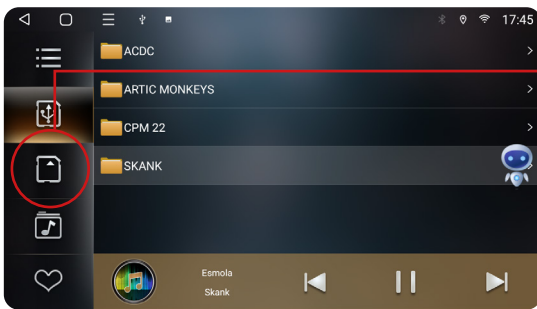 17:45
ACDC
ARTIC MONKEYS
CPM 22
SKANK
Esmola
Skank